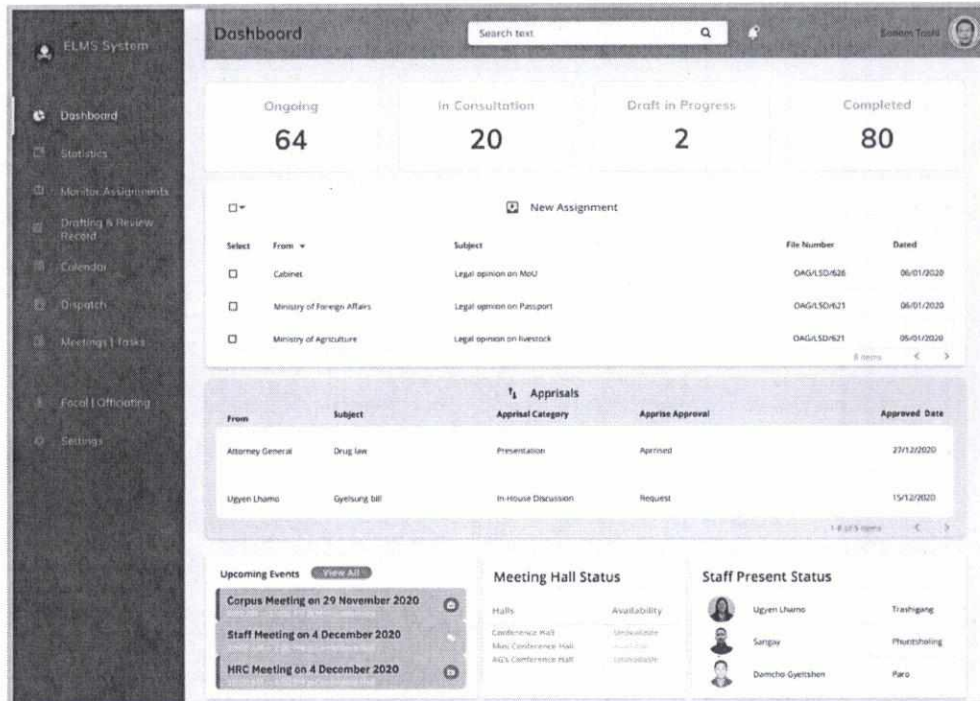 ELMS System
Dashboard
Statistics
Monitor Assignments
Drafting & Review
Record
Calendar
Dispatch
Meetings | Tasks
Focal | Officiating
Settings
Dashboard
Search text
Sonam Tashi
Ongoing In Consultation Draft in Progress Completed
64 20 2 80
New Assignment
Select From Subject File Number Dated
Cabinet Legal opinion on MoU OAG/LSD/626 06/01/2020
Ministry of Foreign Affairs Legal opinion on Passport OAG/LSD/621 06/01/2020
Ministry of Agriculture Legal opinion on livestock OAG/LSD/621 06/01/2020
8 items < >
Apprisals
From Subject Apprisal Category Apprise Approval Approved Date
Attorney General Drug law Presentation Apprised 27/12/2020
Ugyen Lhamo Gyelsung bill In-House Discussion Request 15/12/2020
items < >
Upcoming Events View All
Corpus Meeting on 29 November 2020
Staff Meeting on 4 December 2020
HRC Meeting on 4 December 2020
Meeting Hall Status
Halls Availability
Conference Hall Unavailable
Mini Conference Hall
AG's Conference Hall Unavailable
Staff Present Status
Ugyen Lhamo Trashigang
Sangay Phuntsholing
Damcho Gyeltshen Paro